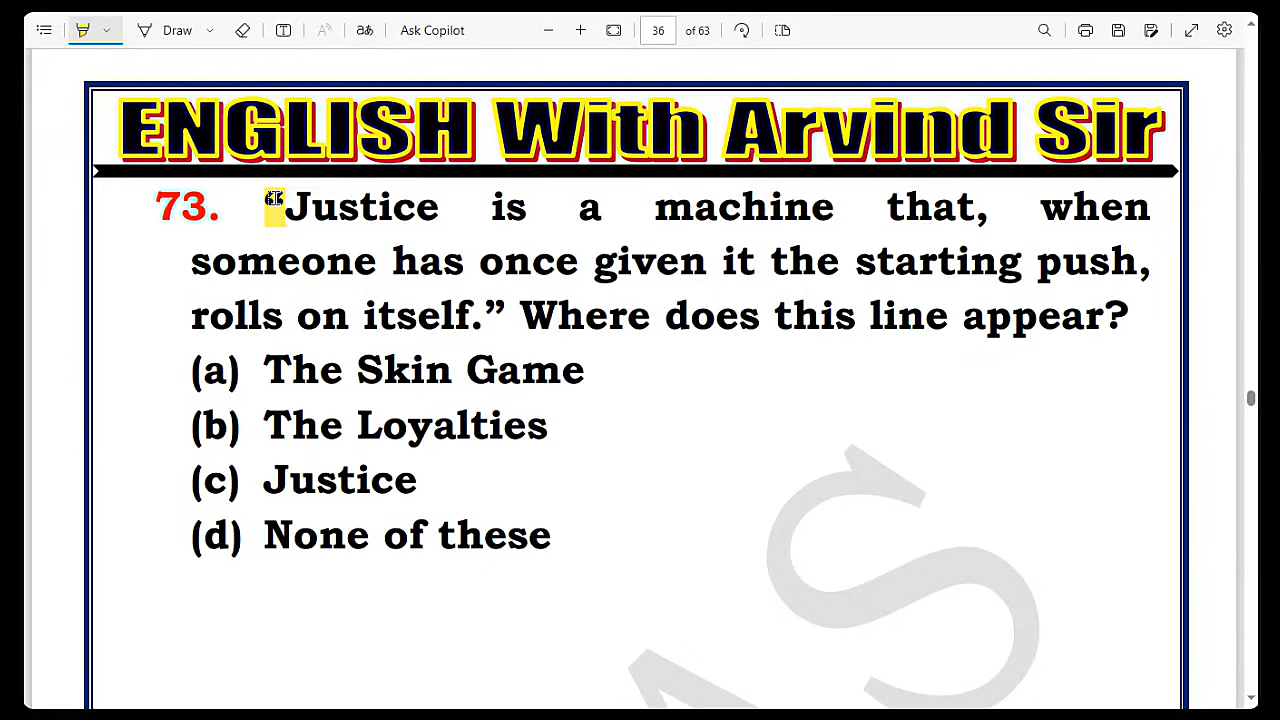 Draw
Ask Copilot
36 of 63
ENGLISH With Arvind Sir
73. “Justice is a machine that, when
someone has once given it the starting push,
rolls on itself.” Where does this line appear?
(a) The Skin Game
(b) The Loyalties
(c) Justice
(d) None of these